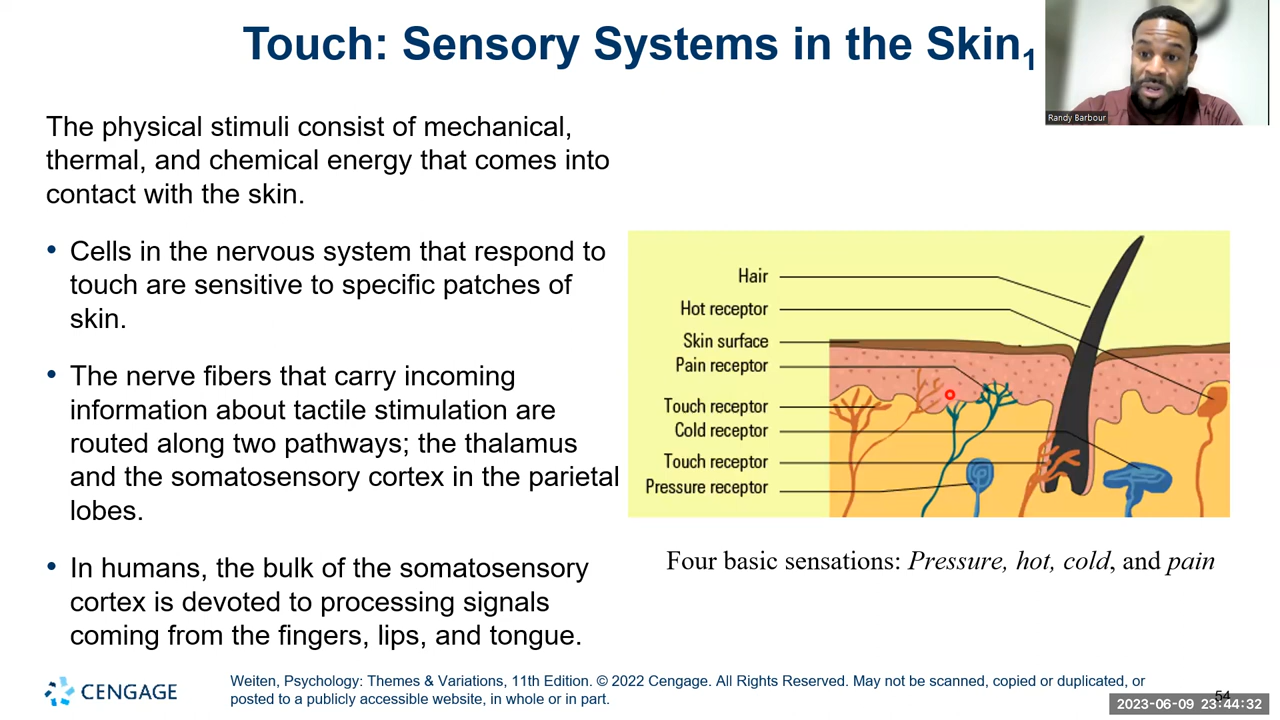 Touch: Sensory Systems in the Skin1
Randy Barbour
The physical stimuli consist of mechanical,
thermal, and chemical energy that comes into
contact with the skin.
• Cells in the nervous system that respond to
touch are sensitive to specific patches of
skin.
• The nerve fibers that carry incoming
information about tactile stimulation are
routed along two pathways; the thalamus
and the somatosensory cortex in the parietal
lobes.
• In humans, the bulk of the somatosensory
cortex is devoted to processing signals
coming from the fingers, lips, and tongue.
Hair
Hot receptor
Skin surface
Pain receptor
Touch receptor
Cold receptor
Touch receptor
Pressure receptor
Four basic sensations: Pressure, hot, cold, and pain
CENGAGE
Weiten, Psychology: Themes & Variations, 11th Edition. © 2022 Cengage. All Rights Reserved. May not be scanned, copied or duplicated, or
posted to a publicly accessible website, in whole or in part.
54
2023-06-09 23:44:32